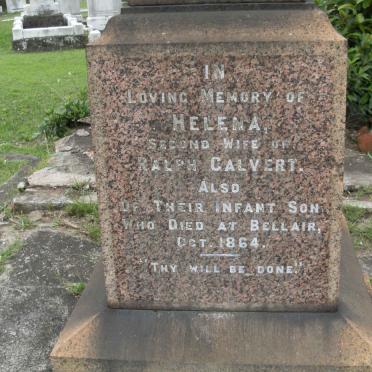 IN
LOVING MEMORY OF
HELENA,
SECOND WIFE OF
RALPH CALVERT.
ALSO
OF THEIR INFANT SON
WHO DIED AT BELLAIR,
OCT. 1864.
"THY WILL BE DONE."